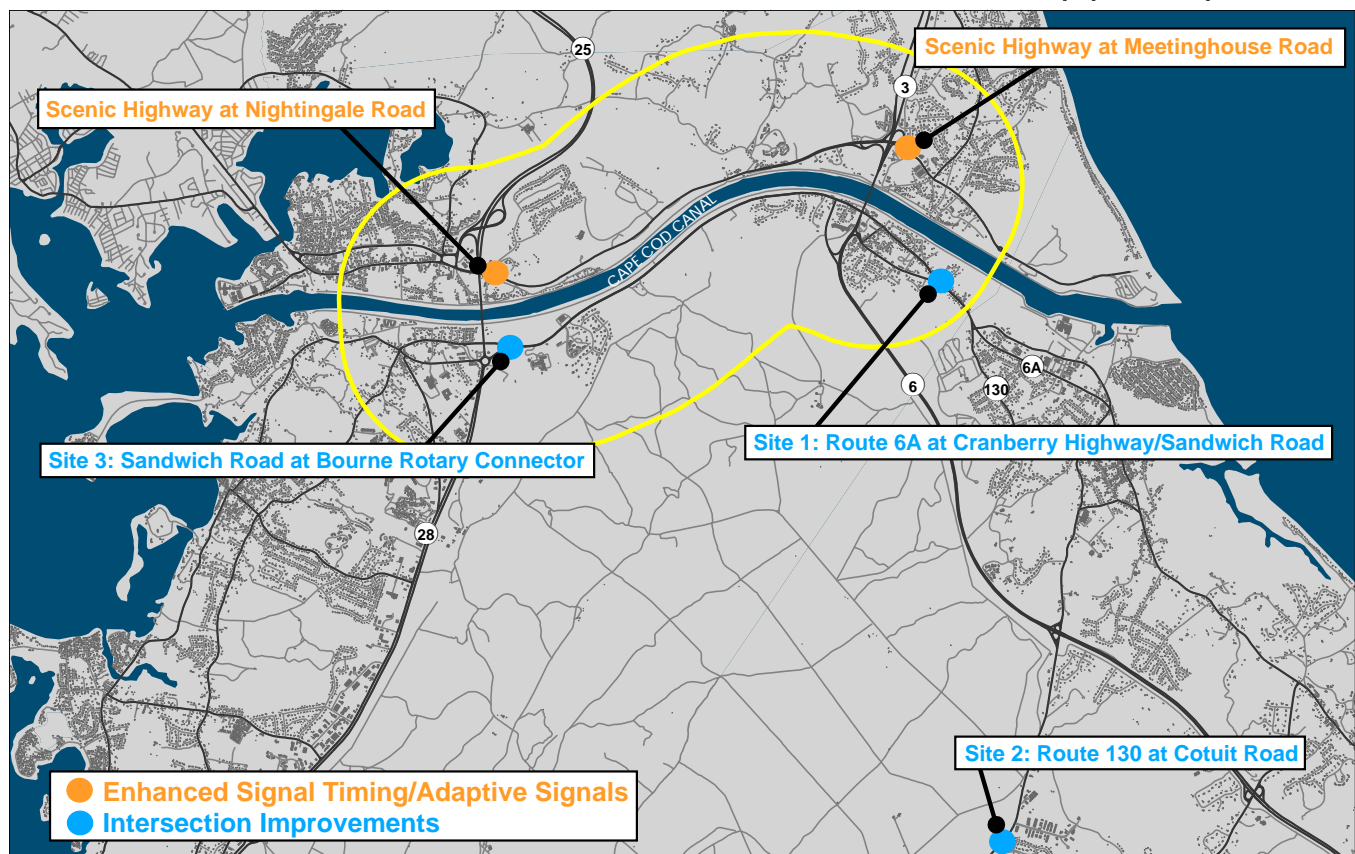 Scenic Highway at Meetinghouse Road
25
3
Scenic Highway at Nightingale Road
CAPE COD CANAL
6A
6
130
Site 1: Route 6A at Cranberry Highway/Sandwich Road
Site 3: Sandwich Road at Bourne Rotary Connector
28
Site 2: Route 130 at Cotuit Road
Enhanced Signal Timing/Adaptive Signals
Intersection Improvements